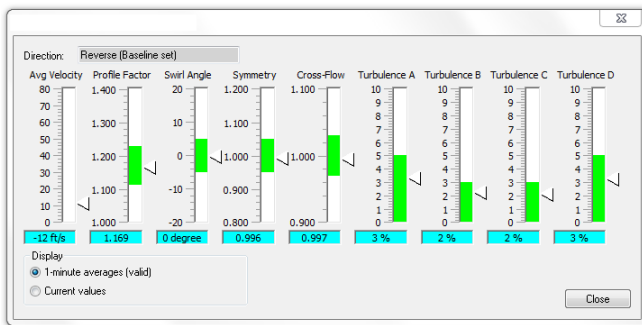 Direction: Reverse (Baseline set)
Avg Velocity Profile Factor Swirl Angle Symmetry Cross-Flow Turbulence A Turbulence B Turbulence C Turbulence D
80 1.400 20 1.200 1.100 10 10 10 10
70 9 9 9 9
60 1.300 10 1.100 8 8 8 8
50 7 7 7 7
6 6 6 6
40 1.200 0 1.000 1.000 5 5 5 5
30 4 4 4 4
20 1.100 -10 0.900 3 3 3 3
2 2 2 2
10 1 1 1 1
0 1.000 -20 0.800 0.900 0 0 0 0
-12 ft/s 1.169 0 degree 0.996 0.997 3 % 2 % 2 % 3 %
Display
1-minute averages (valid)
Current values
Close